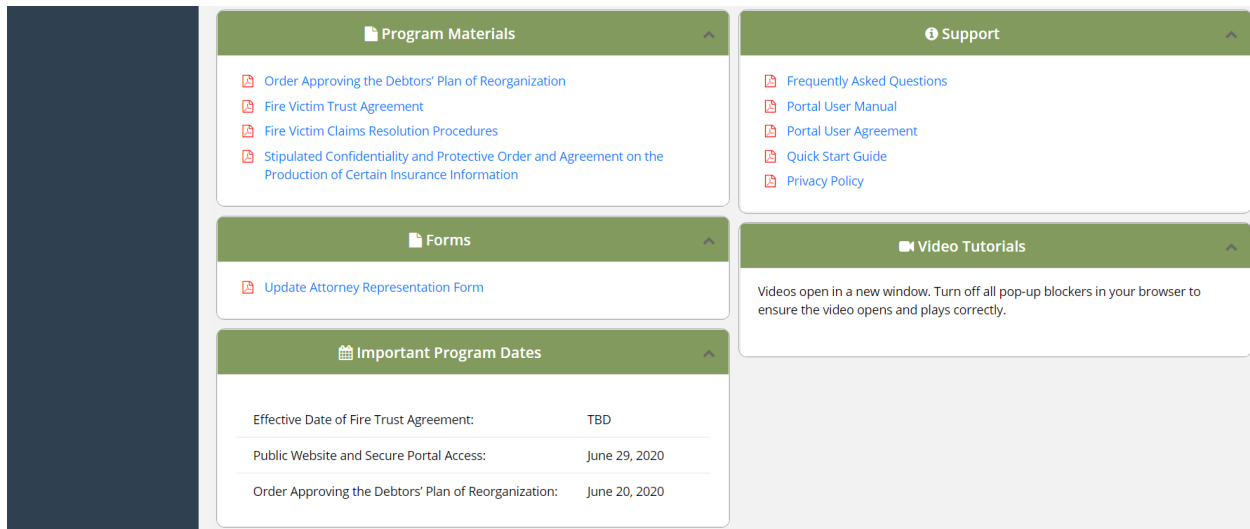 Program Materials
Order Approving the Debtors' Plan of Reorganization
Fire Victim Trust Agreement
Fire Victim Claims Resolution Procedures
Stipulated Confidentiality and Protective Order and Agreement on the
Production of Certain Insurance Information
Forms
Update Attorney Representation Form
Important Program Dates
Effective Date of Fire Trust Agreement: TBD
Public Website and Secure Portal Access: June 29, 2020
Order Approving the Debtors' Plan of Reorganization: June 20, 2020
Support
Frequently Asked Questions
Portal User Manual
Portal User Agreement
Quick Start Guide
Privacy Policy
Video Tutorials
Videos open in a new window. Turn off all pop-up blockers in your browser to
ensure the video opens and plays correctly.